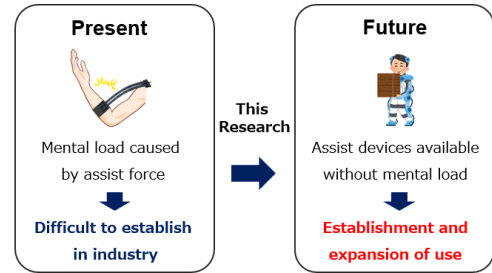 Present
Mental load caused
by assist force
Difficult to establish
in industry
This
Research
Future
Assist devices available
without mental load
Establishment and
expansion of use